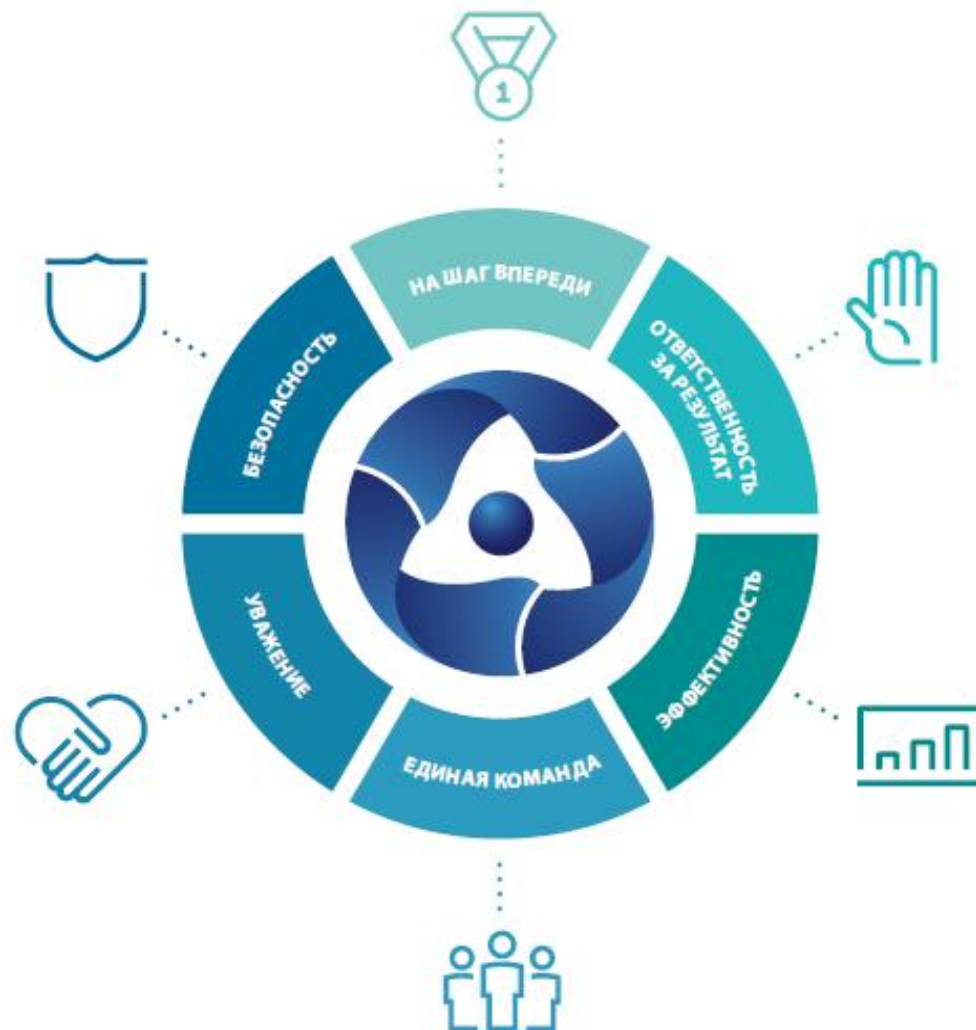 1
НА ШАГ ВПЕРЕДИ
ОТВЕТСТВЕННОСТЬ
ЗА РЕЗУЛЬТАТ
ЭФФЕКТИВНОСТЬ
ЕДИНАЯ КОМАНДА
УВАЖЕНИЕ
БЕЗОПАСНОСТЬ